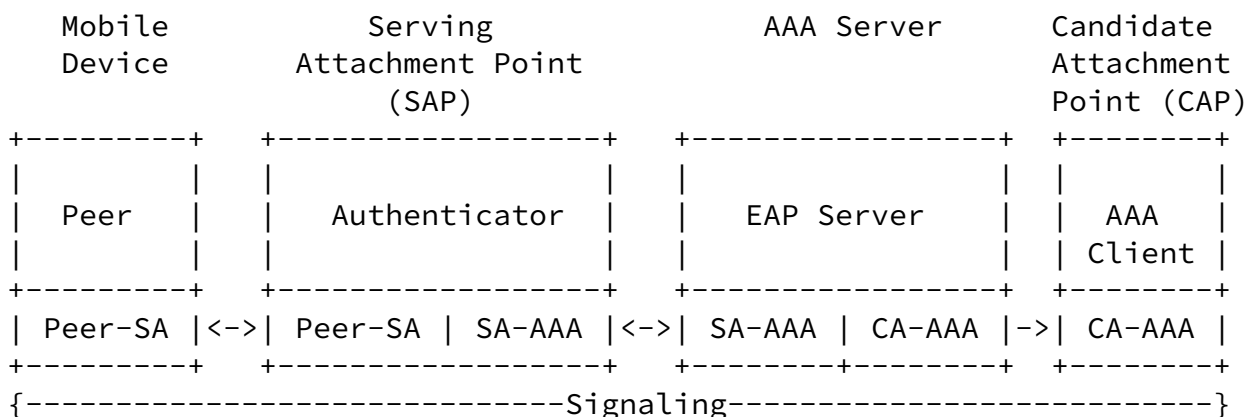 Mobile            Serving               AAA Server      Candidate
   Device        Attachment Point                          Attachment
                      (SAP)                                Point (CAP)
+---------+   +------------------+   +-----------------+  +--------+
|         |   |                  |   |                 |  |        |
|  Peer   |   |   Authenticator  |   |   EAP Server    |  |  AAA   |
|         |   |                  |   |                 |  | Client |
+---------+   +------------------+   +-----------------+  +--------+
| Peer-SA |<->| Peer-SA | SA-AAA |<->| SA-AAA | CA-AAA |->| CA-AAA |
+---------+   +------------------+   +--------+--------+  +--------+
{-----------------------------Signaling---------------------------}